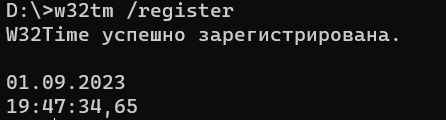 D:\>w32tm /register
W32Time успешно зарегистрирована.
01.09.2023
19:47:34,65